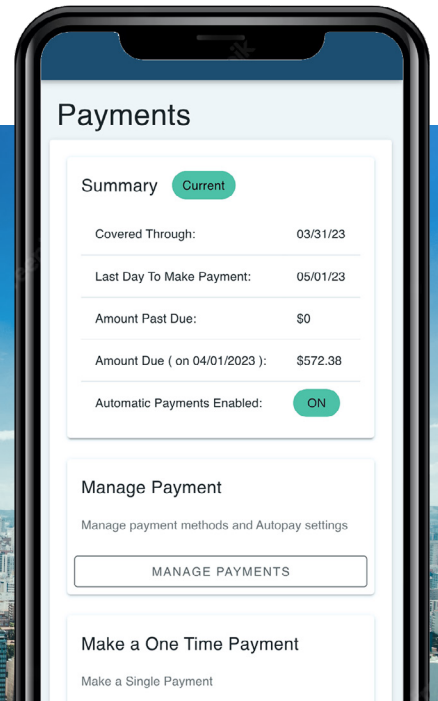 Payments
Summary Current
Covered Through: 03/31/23
Last Day To Make Payment: 05/01/23
Amount Past Due: $0
Amount Due ( on 04/01/2023 ): $572.38
Automatic Payments Enabled: ON
Manage Payment
Manage payment methods and Autopay settings
MANAGE PAYMENTS
Make a One Time Payment
Make a Single Payment